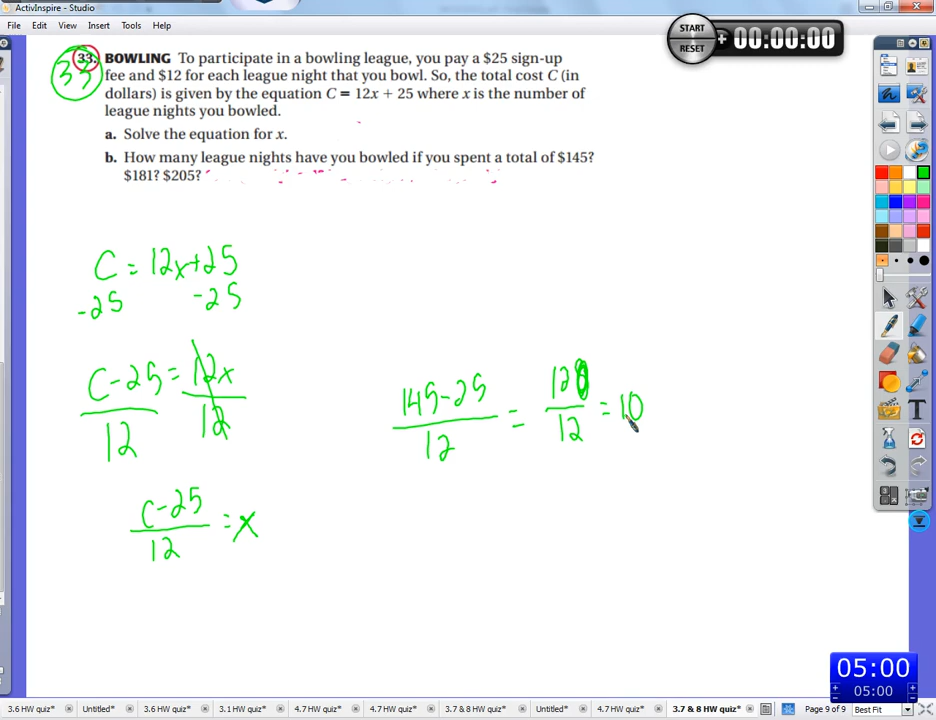 ActivInspire - Studio
File Edit View Insert Tools Help
START
RESET
00:00:00
33
33. BOWLING To participate in a bowling league, you pay a $25 sign-up
fee and $12 for each league night that you bowl. So, the total cost C (in
dollars) is given by the equation C = 12x + 25 where x is the number of
league nights you bowled.
a. Solve the equation for x.
b. How many league nights have you bowled if you spent a total of $145?
$181? $205?
C = 12x+25
-25 -25
C-25 = 12x
12 12
C-25
12
= x
145-25
12
=
120
12
= 10
05:00
05:00
3.6 HW quiz* Untitled* 3.6 HW quiz* 3.1 HW quiz* 4.7 HW quiz* 4.7 HW quiz* 3.7 & 8 HW quiz* Untitled* 4.7 HW quiz* 3.7 & 8 HW quiz* Page 9 of 9 Best Fit